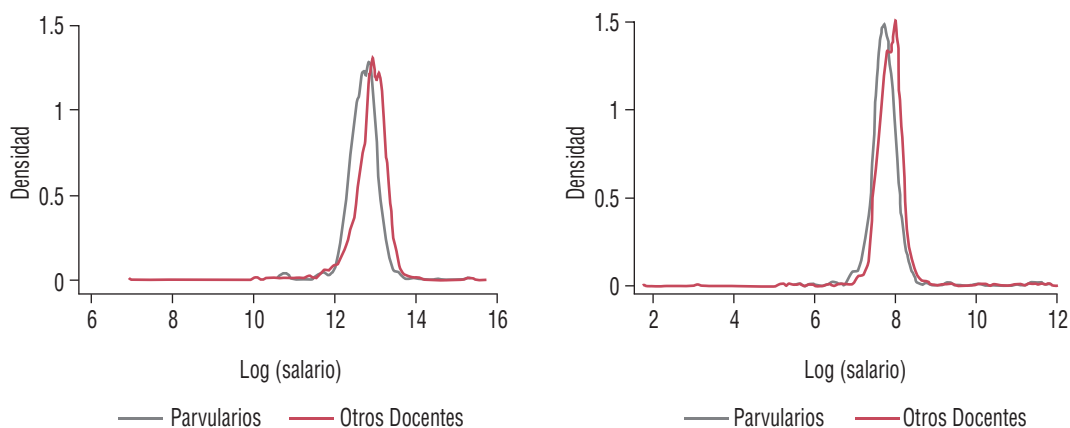 1.5
1
0.5
0
Densidad
6 8 10 12 14 16
Log (salario)
Parvularios Otros Docentes
1.5
1
0.5
0
Densidad
2 4 6 8 10 12
Log (salario)
Parvularios Otros Docentes